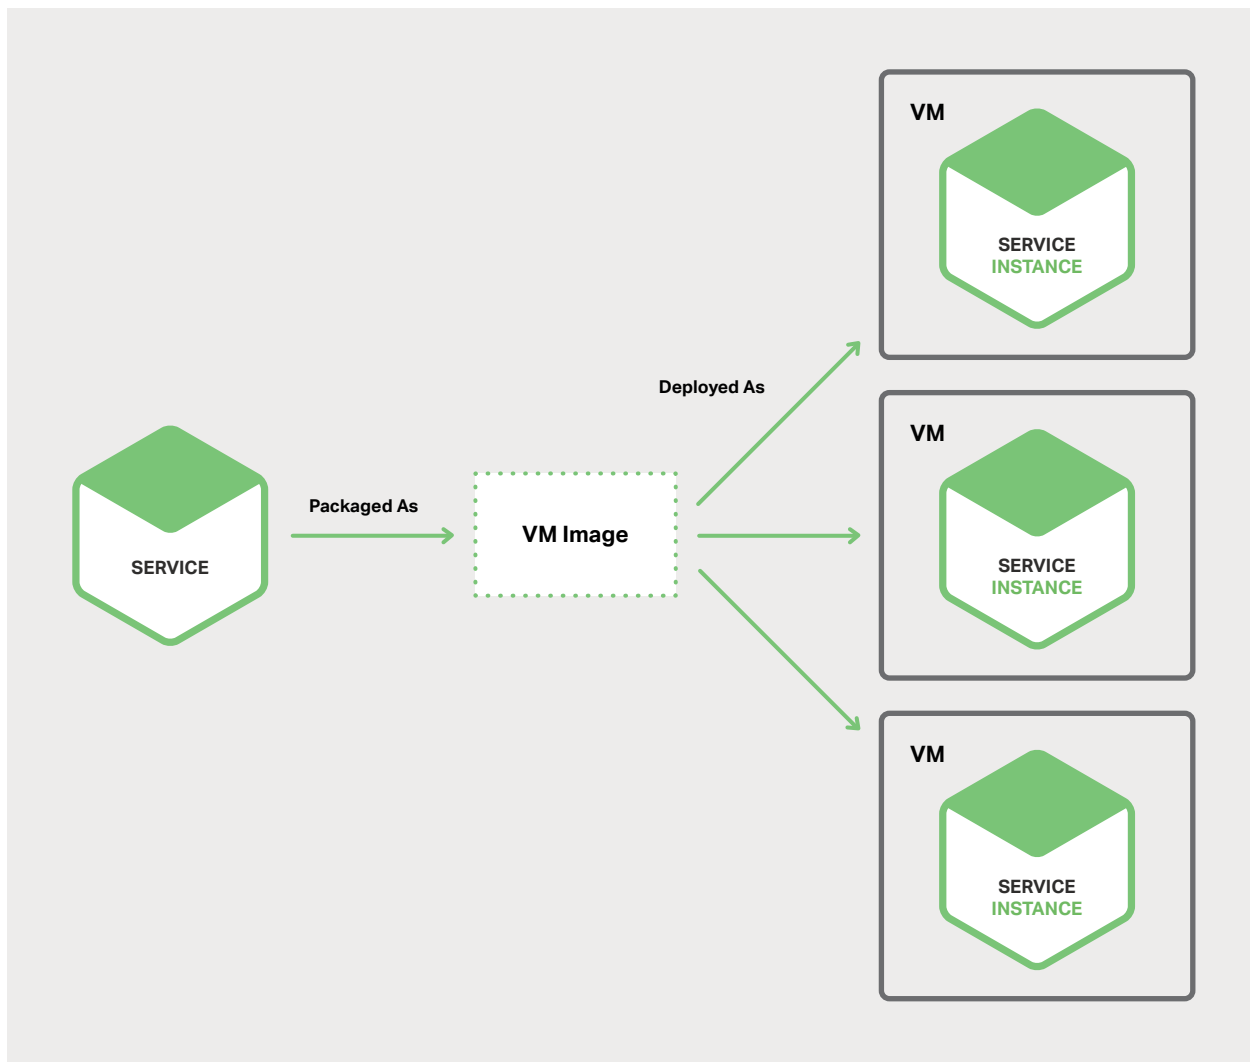 SERVICE
Packaged As
VM Image
Deployed As
VM
SERVICE
INSTANCE
VM
SERVICE
INSTANCE
VM
SERVICE
INSTANCE